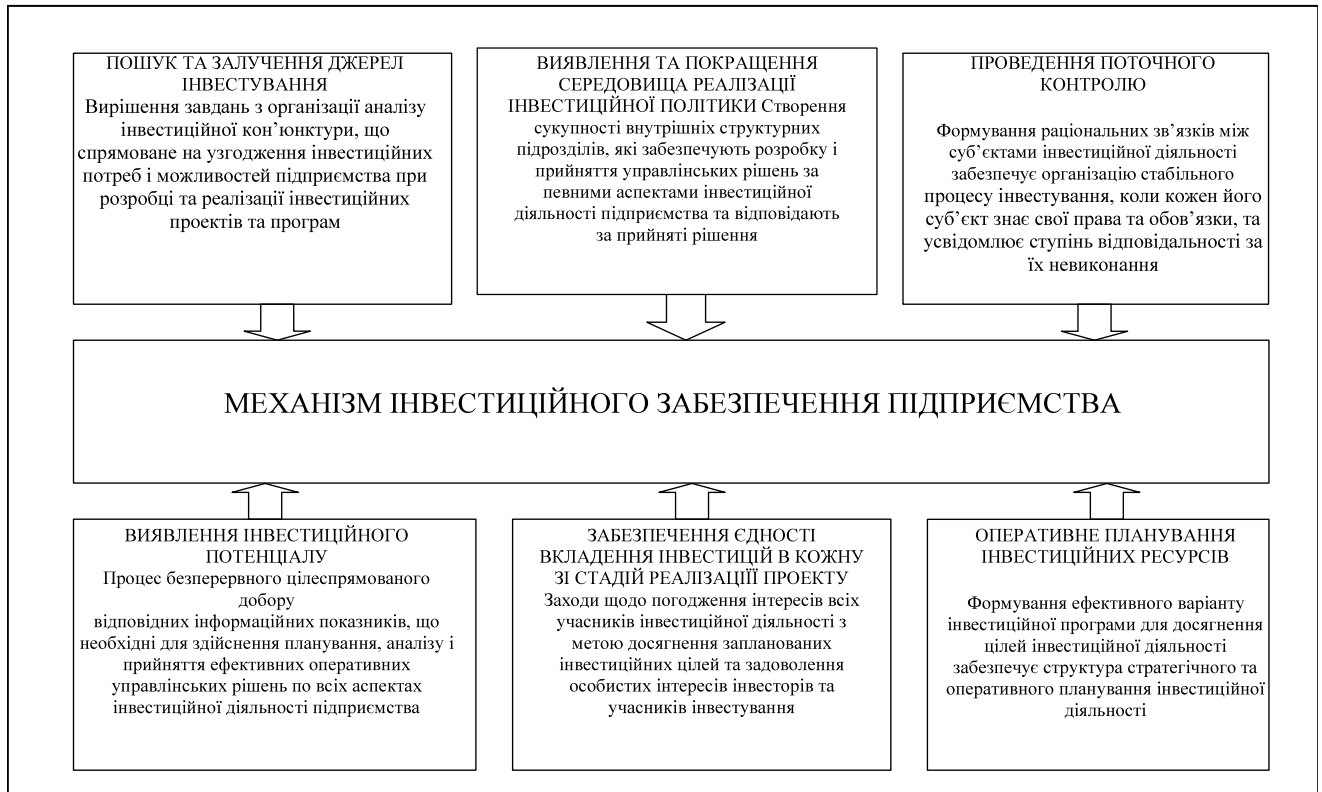 ПОШУК ТА ЗАЛУЧЕННЯ ДЖЕРЕЛ
ІНВЕСТУВАННЯ
Вирішення завдань з організації аналізу
інвестиційної кон’юнктури, що
спрямоване на узгодження інвестиційних
потреб і можливостей підприємства при
розробці та реалізації інвестиційних
проектів та програм
ВИЯВЛЕННЯ ТА ПОКРАЩЕННЯ
СЕРЕДОВИЩА РЕАЛІЗАЦІЇ
ІНВЕСТИЦІЙНОЇ ПОЛІТИКИ Створення
сукупності внутрішніх структурних
підрозділів, які забезпечують розробку і
прийняття управлінських рішень за
певними аспектами інвестиційної
діяльності підприємства та відповідають
за прийняті рішення
ПРОВЕДЕННЯ ПОТОЧНОГО
КОНТРОЛЮ
Формування раціональних зв’язків між
суб’єктами інвестиційної діяльності
забезпечує організацію стабільного
процесу інвестування, коли кожен його
суб’єкт знає свої права та обов’язки, та
усвідомлює ступінь відповідальності за
їх невиконання
МЕХАНІЗМ ІНВЕСТИЦІЙНОГО ЗАБЕЗПЕЧЕННЯ ПІДПРИЄМСТВА
ВИЯВЛЕННЯ ІНВЕСТИЦІЙНОГО
ПОТЕНЦІАЛУ
Процес безперервного цілеспрямованого
добору
відповідних інформаційних показників, що
необхідні для здійснення планування, аналізу і
прийняття ефективних оперативних
управлінських рішень по всіх аспектах
інвестиційної діяльності підприємства
ЗАБЕЗПЕЧЕННЯ ЄДНОСТІ
ВКЛАДЕННЯ ІНВЕСТИЦІЙ В КОЖНУ
ЗІ СТАДІЙ РЕАЛІЗАЦІЇЇ ПРОЕКТУ
Заходи щодо погодження інтересів всіх
учасників інвестиційної діяльності з
метою досягнення запланованих
інвестиційних цілей та задоволення
особистих інтересів інвесторів та
учасників інвестування
ОПЕРАТИВНЕ ПЛАНУВАННЯ
ІНВЕСТИЦІЙНИХ РЕСУРСІВ
Формування ефективного варіанту
інвестиційної програми для досягнення
цілей інвестиційної діяльності
забезпечує структура стратегічного та
оперативного планування інвестиційної
діяльності